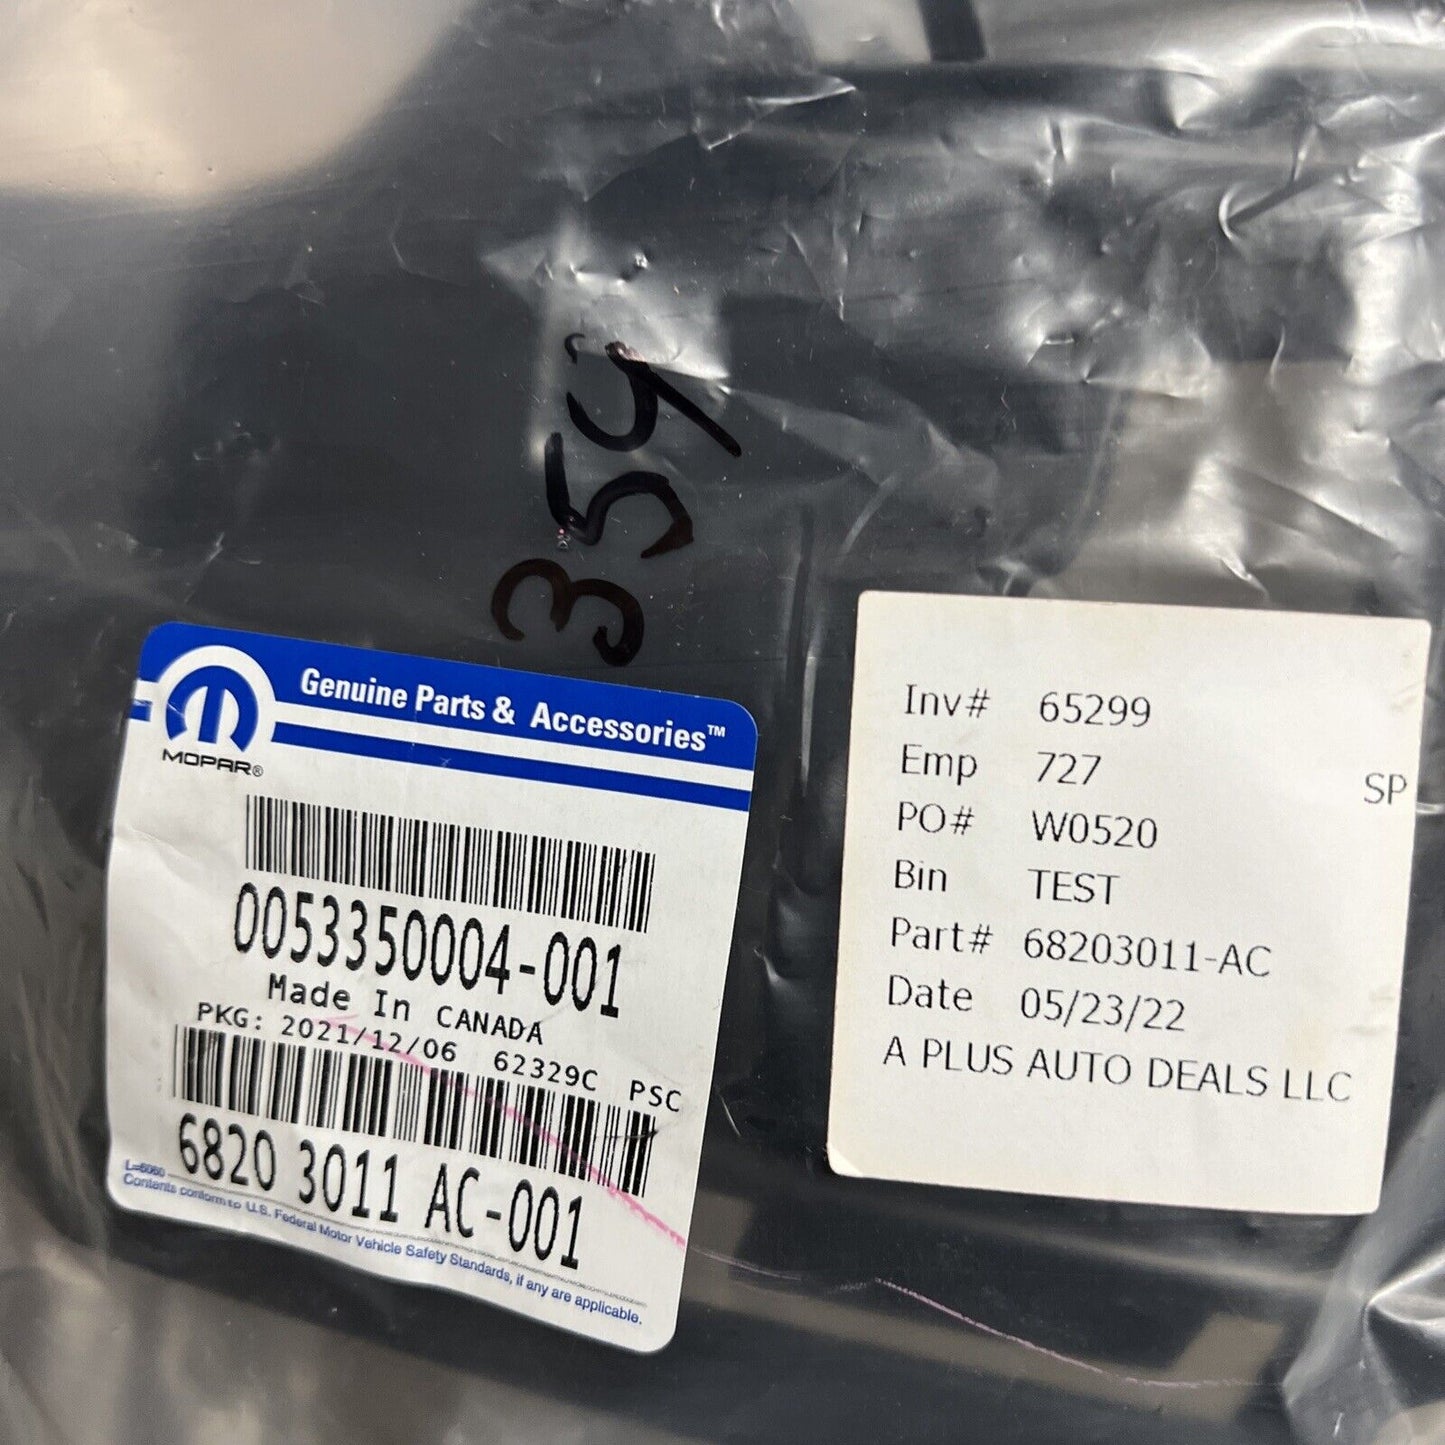 359
Genuine Parts & Accessories™
MOPAR®
0053350004-001
Made In CANADA
PKG: 2021/12/06 62329C PSC
6820 3011 AC-001
L=5060
Contents conform to U.S. Federal Motor Vehicle Safety Standards, if any are applicable.
Inv# 65299
Emp 727 SP
PO# W0520
Bin TEST
Part# 68203011-AC
Date 05/23/22
A PLUS AUTO DEALS LLC